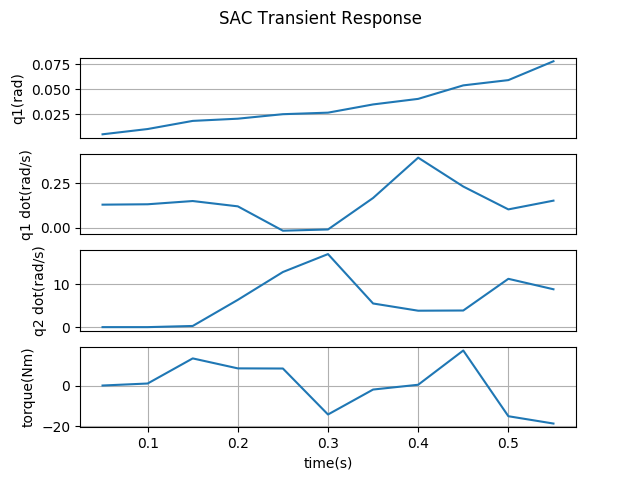 SAC Transient Response
q1(rad)
0.075
0.050
0.025
q1 dot(rad/s)
0.25
0.00
q2 dot(rad/s)
10
0
torque(Nm)
0
−20
0.1 0.2 0.3 0.4 0.5
time(s)